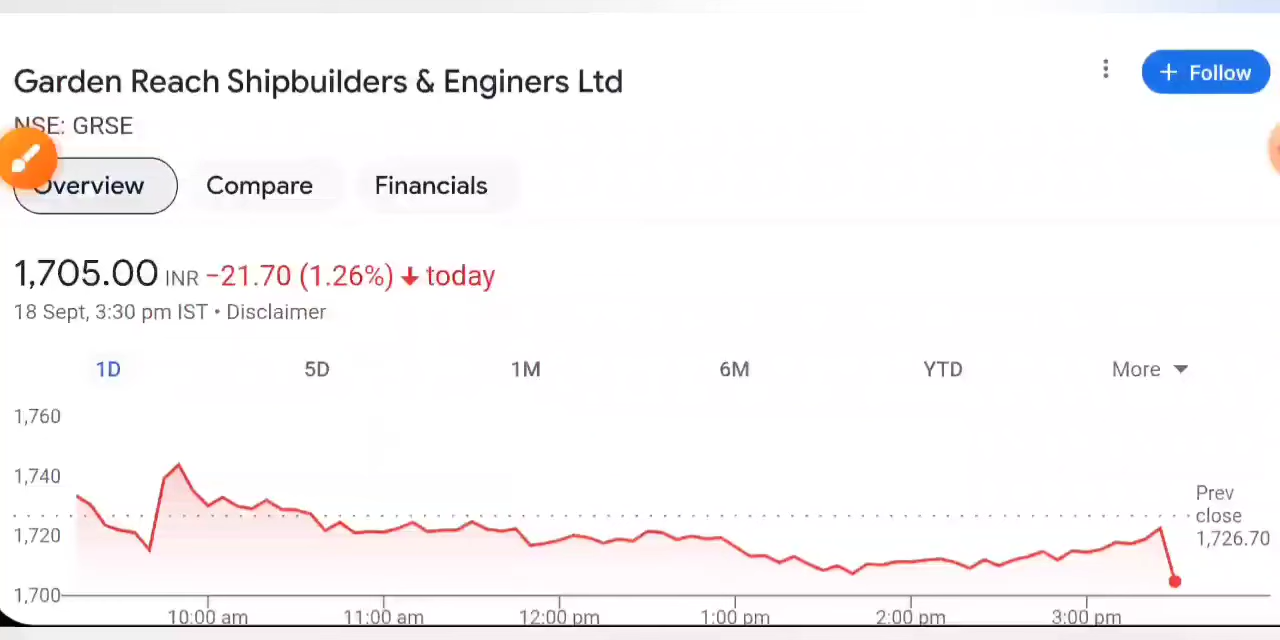 Garden Reach Shipbuilders & Enginers Ltd
+ Follow
NSE: GRSE
Overview Compare Financials
1,705.00 INR −21.70 (1.26%) ↓ today
18 Sept, 3:30 pm IST • Disclaimer
1D 5D 1M 6M YTD More
1,760
1,740
1,720
1,700
Prev
close
1,726.70
10:00 am 11:00 am 12:00 pm 1:00 pm 2:00 pm 3:00 pm